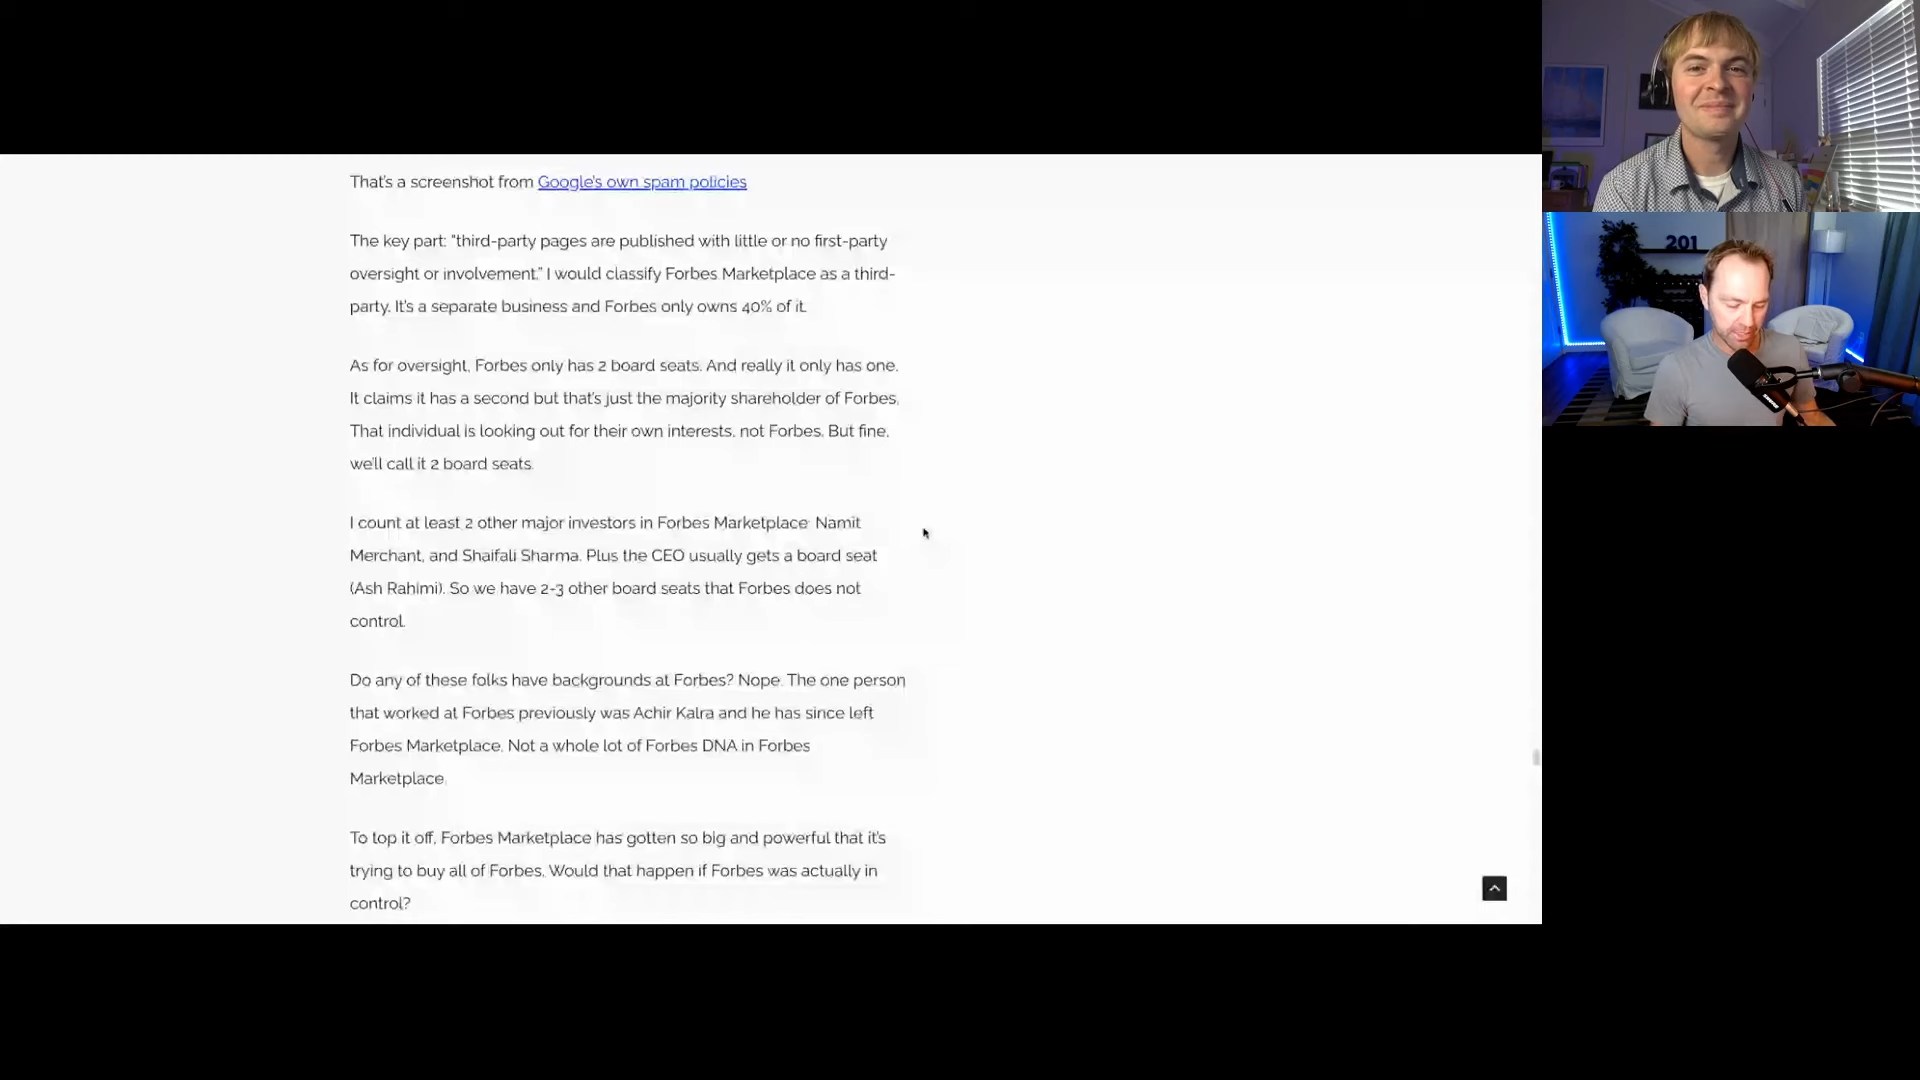 That's a screenshot from Google's own spam policies
The key part: "third-party pages are published with little or no first-party
oversight or involvement." I would classify Forbes Marketplace as a third-
party. It's a separate business and Forbes only owns 40% of it.
As for oversight, Forbes only has 2 board seats. And really it only has one.
It claims it has a second but that's just the majority shareholder of Forbes.
That individual is looking out for their own interests, not Forbes. But fine,
we'll call it 2 board seats.
I count at least 2 other major investors in Forbes Marketplace: Namit
Merchant, and Shaifali Sharma. Plus the CEO usually gets a board seat
(Ash Rahimi). So we have 2-3 other board seats that Forbes does not
control.
Do any of these folks have backgrounds at Forbes? Nope. The one person
that worked at Forbes previously was Achir Kalra and he has since left
Forbes Marketplace. Not a whole lot of Forbes DNA in Forbes
Marketplace.
To top it off, Forbes Marketplace has gotten so big and powerful that it's
trying to buy all of Forbes. Would that happen if Forbes was actually in
control?
201